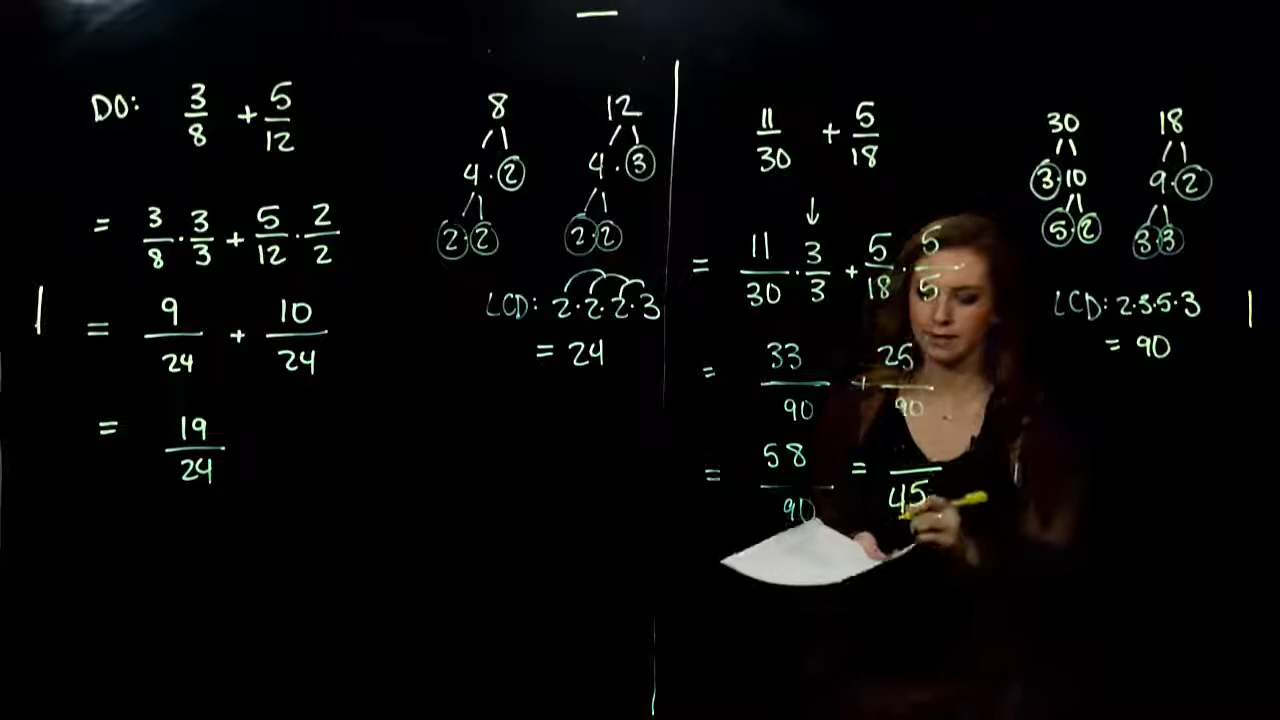 DO: 3/8 + 5/12
= 3/8 · 3/3 + 5/12 · 2/2
= 9/24 + 10/24
= 19/24
8
4 · 2
2 · 2
12
4 · 3
2 · 2
LCD: 2 · 2 · 2 · 3
= 24
11/30 + 5/18
↓
= 11/30 · 3/3 + 5/18 · 5/5
= 33/90 + 25/90
= 58/90 = /45
30
3 · 10
5 · 2
18
9 · 2
3 · 3
LCD: 2 · 3 · 5 · 3
= 90